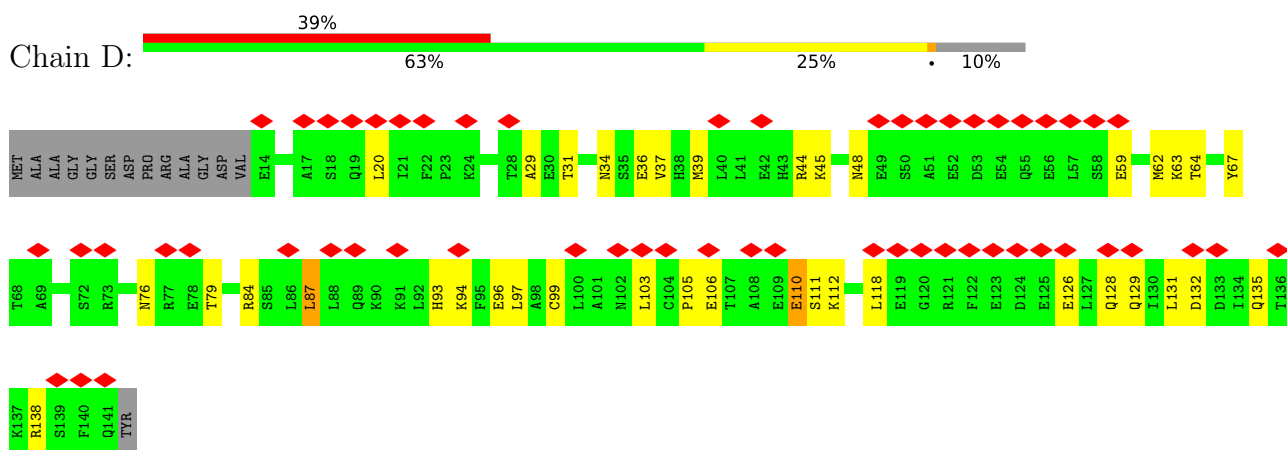 39%
Chain D:
63% 25% • 10%
MET ALA ALA GLY GLY SER ASP PRO ARG ALA GLY ASP VAL E14 A17 S18 Q19 L20 I21 F22 P23 K24 T28 A29 E30 T31 N34 S35 E36 V37 H38 M39 L40 L41 E42 H43 R44 K45 N48 E49 S50 A51 E52 D53 E54 Q55 E56 L57 S58 E59 M62 K63 T64 Y67
T68 A69 S72 R73 N76 R77 E78 T79 R84 S85 L86 L87 L88 Q89 K90 K91 L92 H93 K94 F95 E96 L97 A98 C99 L100 A101 N102 L103 C104 P105 E106 T107 A108 E109 E110 S111 K112 L118 E119 G120 R121 F122 E123 D124 E125 E126 L127 Q128 Q129 I130 L131 D132 D133 I134 Q135 T136
K137 R138 S139 F140 Q141 TYR